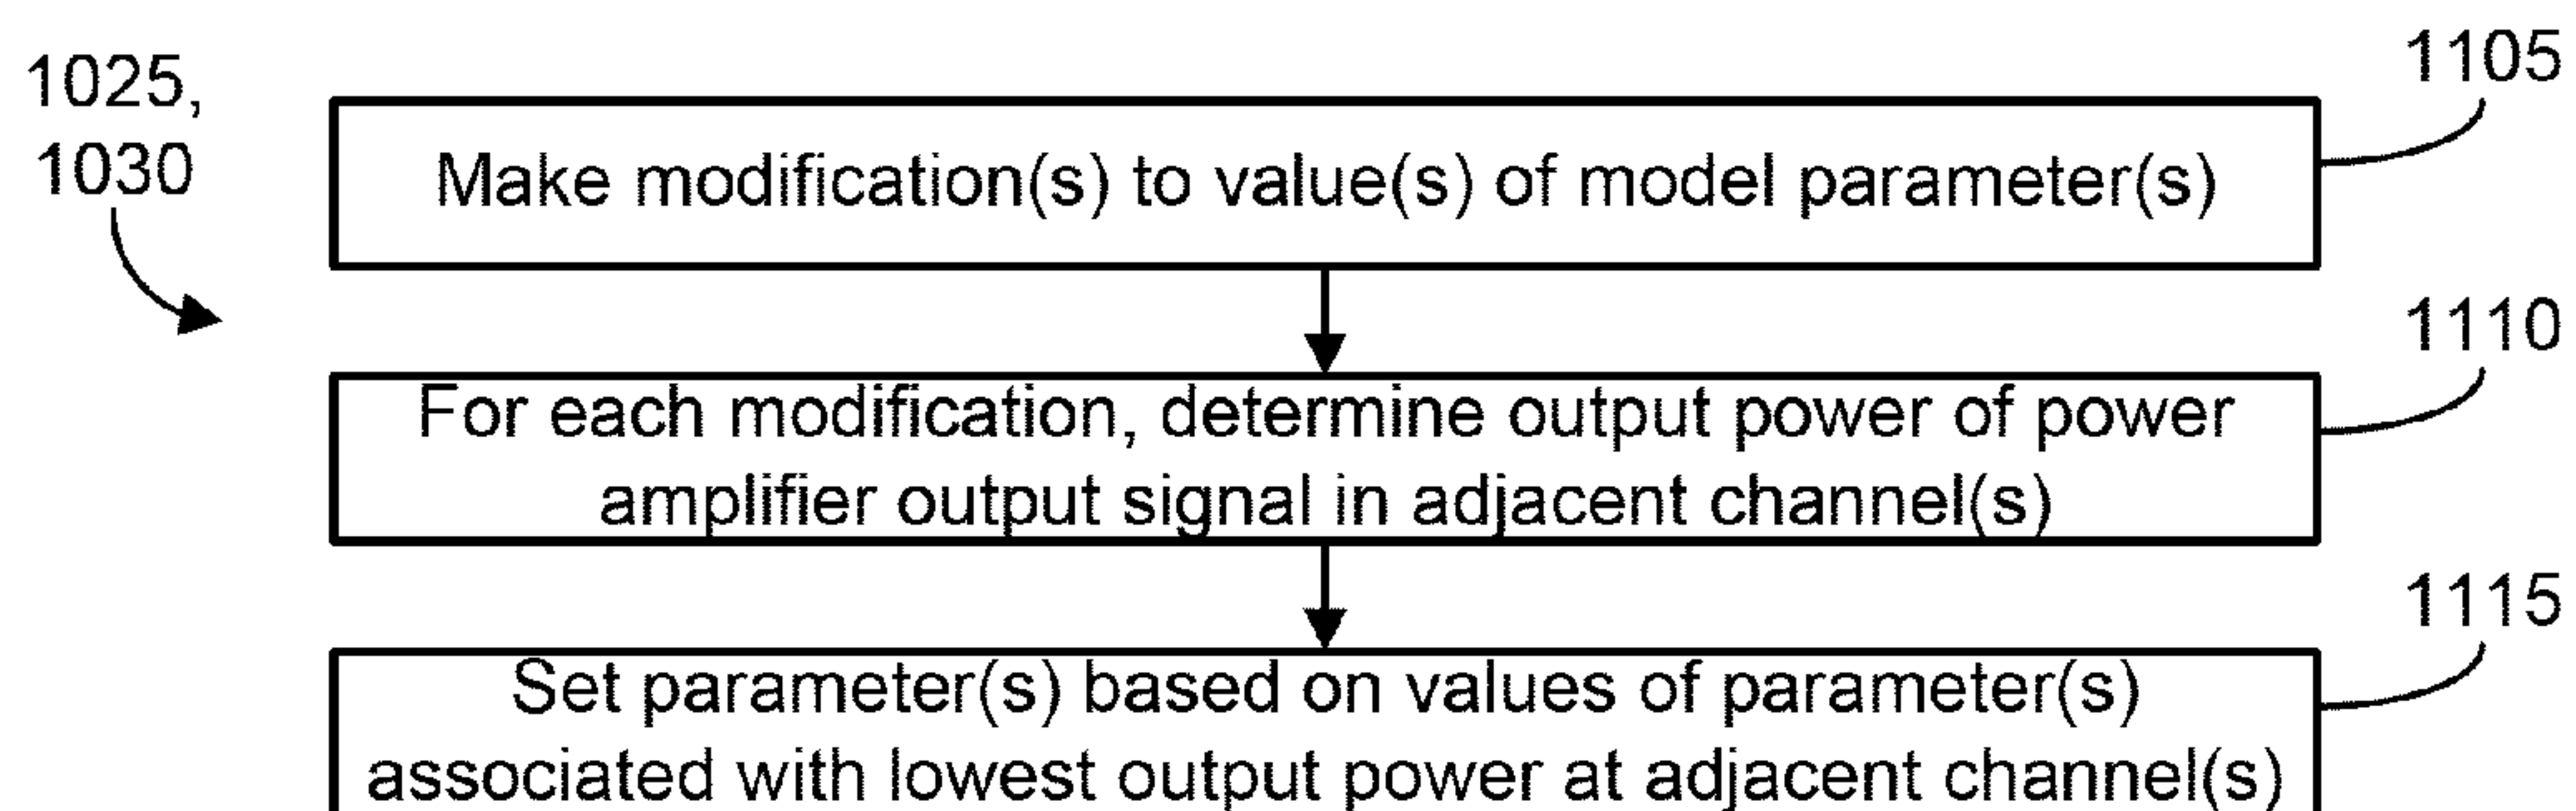 1025,
1030
1105
Make modification(s) to value(s) of model parameter(s)
1110
For each modification, determine output power of power
amplifier output signal in adjacent channel(s)
1115
Set parameter(s) based on values of parameter(s)
associated with lowest output power at adjacent channel(s)